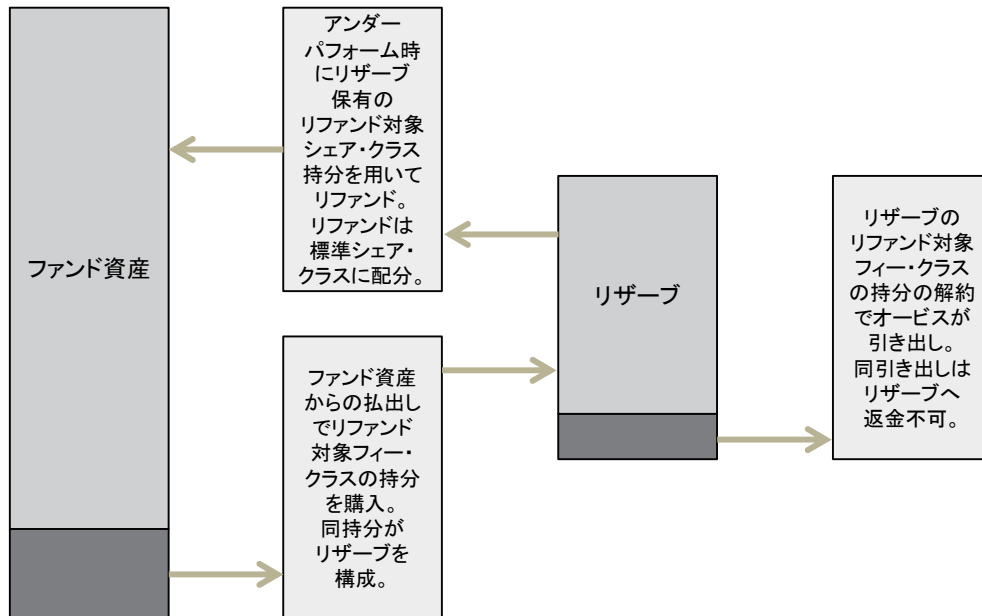 ファンド資産
アンダー
パフォーム時
にリザーブ
保有の
リファンド対象
シェア・クラス
持分を用いて
リファンド。
リファンドは
標準シェア・
クラスに配分。
ファンド資産
からの払出し
でリファンド
対象フィー・
クラスの持分
を購入。
同持分が
リザーブを
構成。
リザーブ
リザーブの
リファンド対象
フィー・クラス
の持分の解約
でオービスが
引き出し。
同引き出しは
リザーブへ
返金不可。